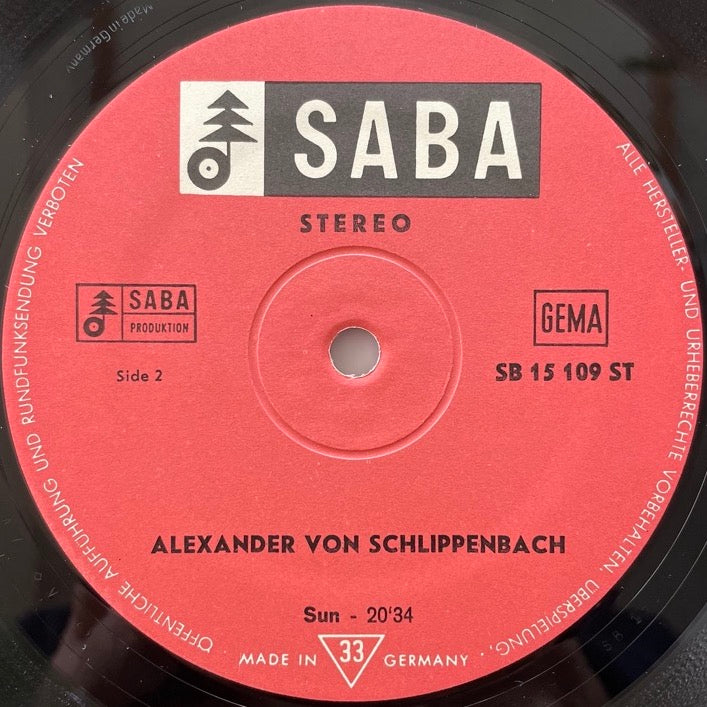 SABA
STEREO
SABA
PRODUKTION
GEMA
Side 2
SB 15 109 ST
ALEXANDER VON SCHLIPPENBACH
Sun - 20'34
MADE IN 33 GERMANY
ALLE HERSTELLER- UND URHEBERRECHTE VORBEHALTEN. ÜBERSPIELUNG,
ÖFFENTLICHE AUFFÜHRUNG UND RUNDFUNKSENDUNG VERBOTEN
Made in Germany